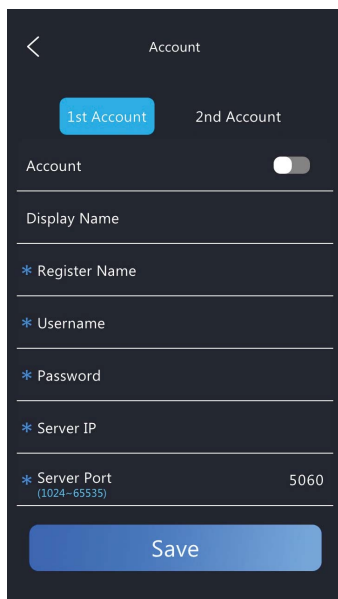 Account
1st Account 2nd Account
Account
Display Name
* Register Name
* Username
* Password
* Server IP
* Server Port 5060
(1024~65535)
Save